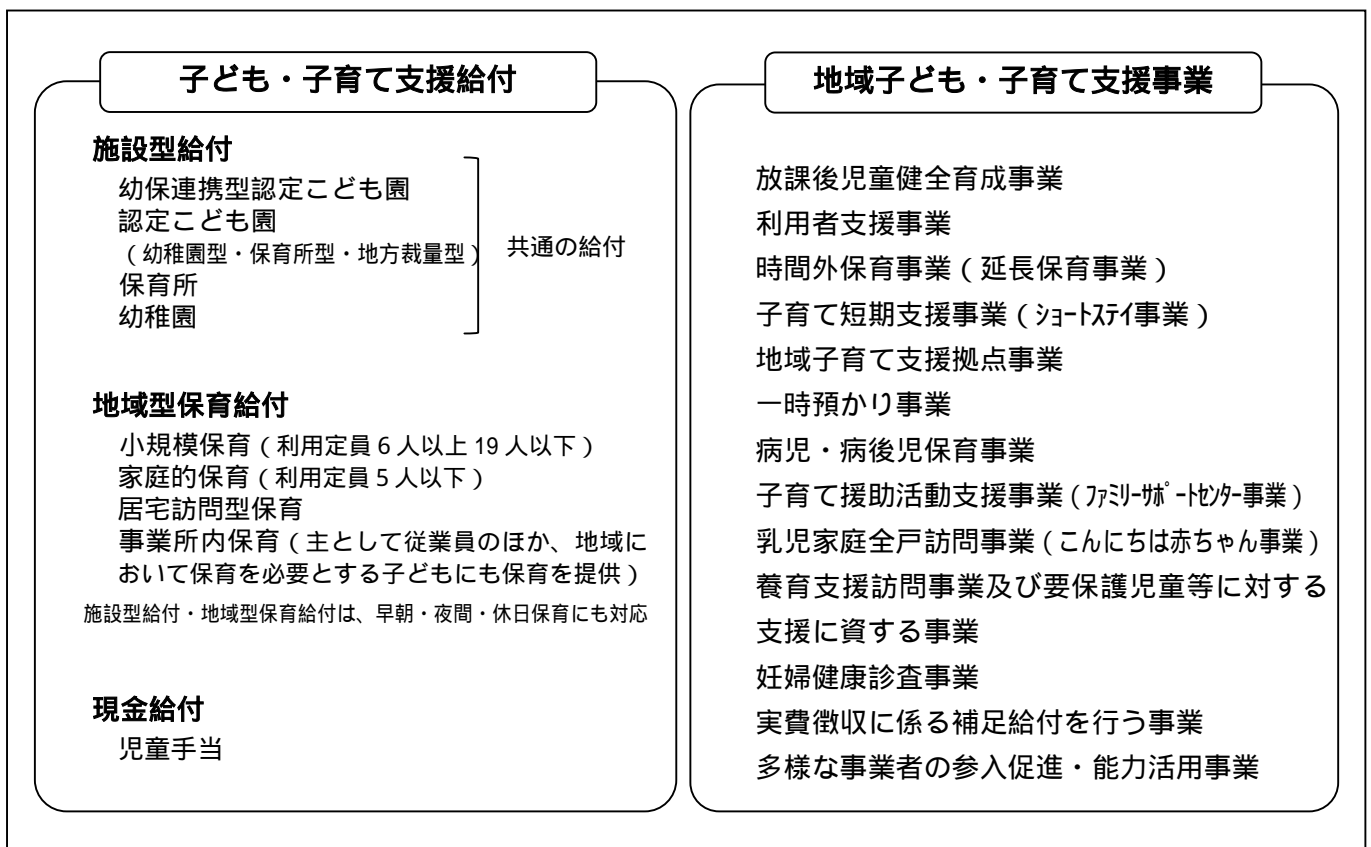 子ども・子育て支援給付
施設型給付
幼保連携型認定こども園
認定こども園
（幼稚園型・保育所型・地方裁量型）
保育所
幼稚園
共通の給付
地域型保育給付
小規模保育（利用定員６人以上 19 人以下）
家庭的保育（利用定員５人以下）
居宅訪問型保育
事業所内保育（主として従業員のほか、地域に
おいて保育を必要とする子どもにも保育を提供）
施設型給付・地域型保育給付は、早朝・夜間・休日保育にも対応
現金給付
児童手当
地域子ども・子育て支援事業
放課後児童健全育成事業
利用者支援事業
時間外保育事業（延長保育事業）
子育て短期支援事業（ｼｮｰﾄｽﾃｲ事業）
地域子育て支援拠点事業
一時預かり事業
病児・病後児保育事業
子育て援助活動支援事業（ﾌｧﾐﾘｰｻﾎﾟｰﾄｾﾝﾀｰ事業）
乳児家庭全戸訪問事業（こんにちは赤ちゃん事業）
養育支援訪問事業及び要保護児童等に対する
支援に資する事業
妊婦健康診査事業
実費徴収に係る補足給付を行う事業
多様な事業者の参入促進・能力活用事業